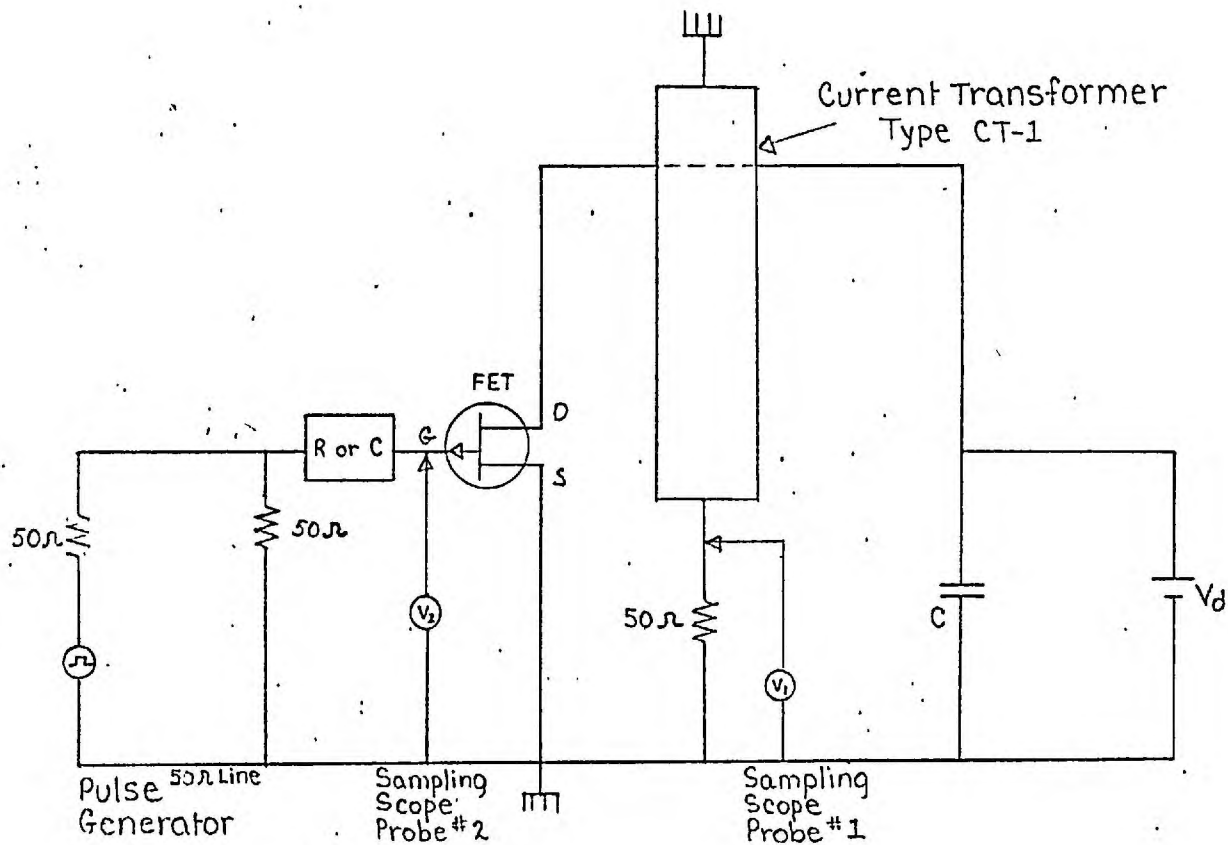 Current Transformer
Type CT-1
FET
D
G
S
R or C
50Ω
50Ω
V2
50Ω
V1
C
Vd
Pulse
Generator
50Ω Line
Sampling
Scope
Probe #2
Sampling
Scope
Probe #1